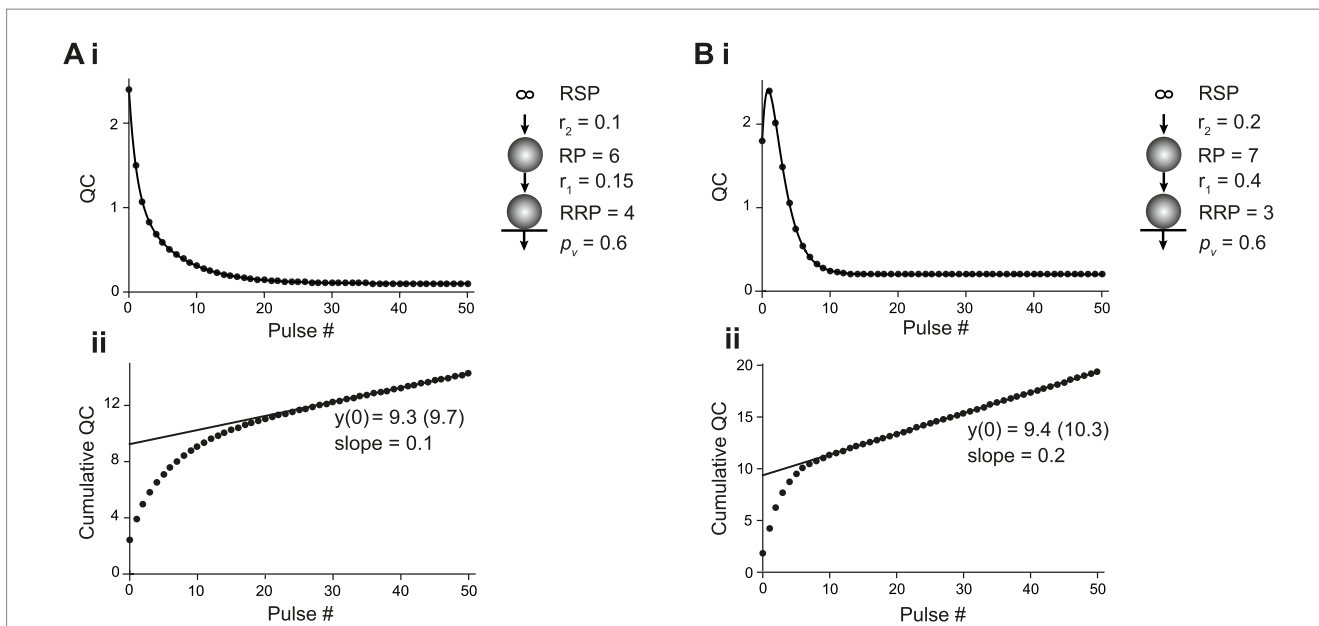 A i
QC
2
1
0
0 10 20 30 40 50
Pulse #
∞ RSP
r₂ = 0.1
RP = 6
r₁ = 0.15
RRP = 4
pᵥ = 0.6
ii
Cumulative QC
12
8
4
0
y(0) = 9.3 (9.7)
slope = 0.1
0 10 20 30 40 50
Pulse #
B i
QC
2
1
0
0 10 20 30 40 50
Pulse #
∞ RSP
r₂ = 0.2
RP = 7
r₁ = 0.4
RRP = 3
pᵥ = 0.6
ii
Cumulative QC
20
15
10
5
0
y(0) = 9.4 (10.3)
slope = 0.2
0 10 20 30 40 50
Pulse #